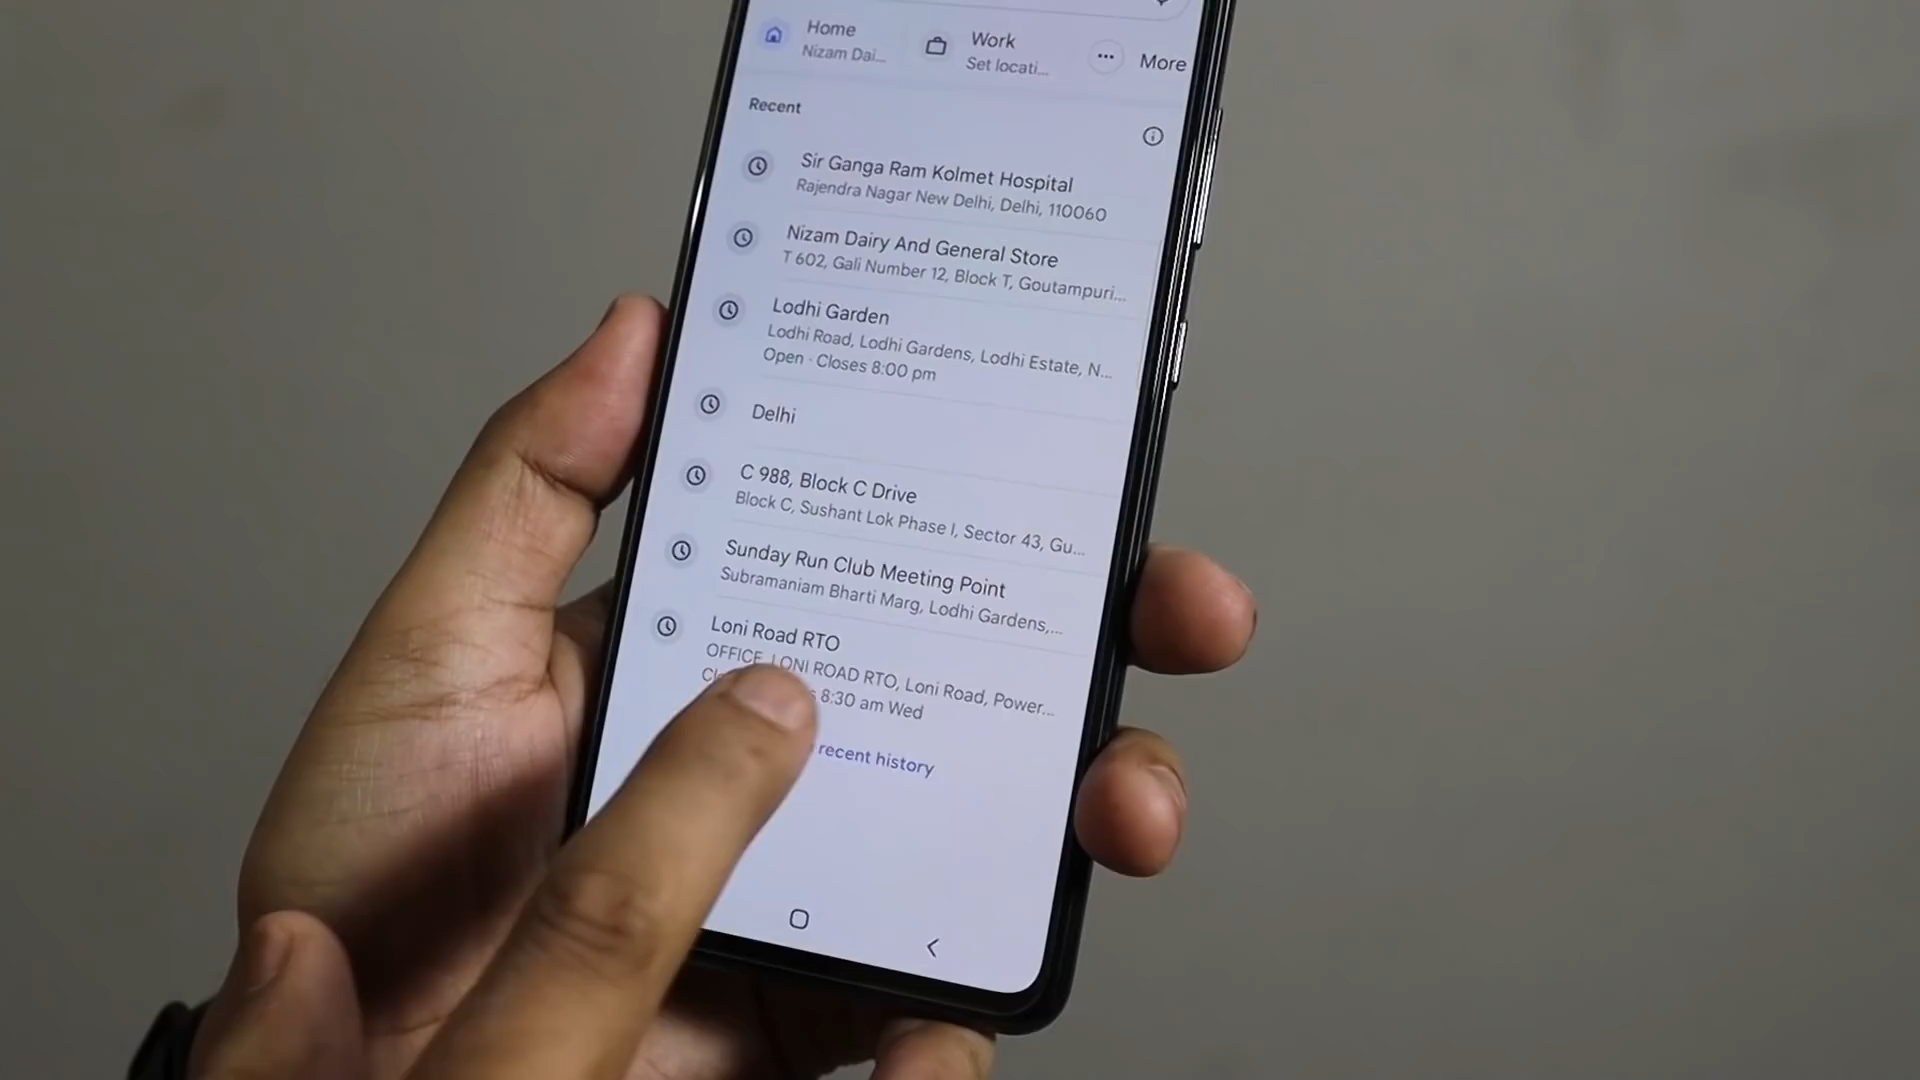 Home
Nizam Dai...
Work
Set locati...
More
Recent
Sir Ganga Ram Kolmet Hospital
Rajendra Nagar New Delhi, Delhi, 110060
Nizam Dairy And General Store
T 602, Gali Number 12, Block T, Goutampuri...
Lodhi Garden
Lodhi Road, Lodhi Gardens, Lodhi Estate, N...
Open · Closes 8:00 pm
Delhi
C 988, Block C Drive
Block C, Sushant Lok Phase I, Sector 43, Gu...
Sunday Run Club Meeting Point
Subramaniam Bharti Marg, Lodhi Gardens,...
Loni Road RTO
OFFICE, LONI ROAD RTO, Loni Road, Power...
8:30 am Wed
recent history